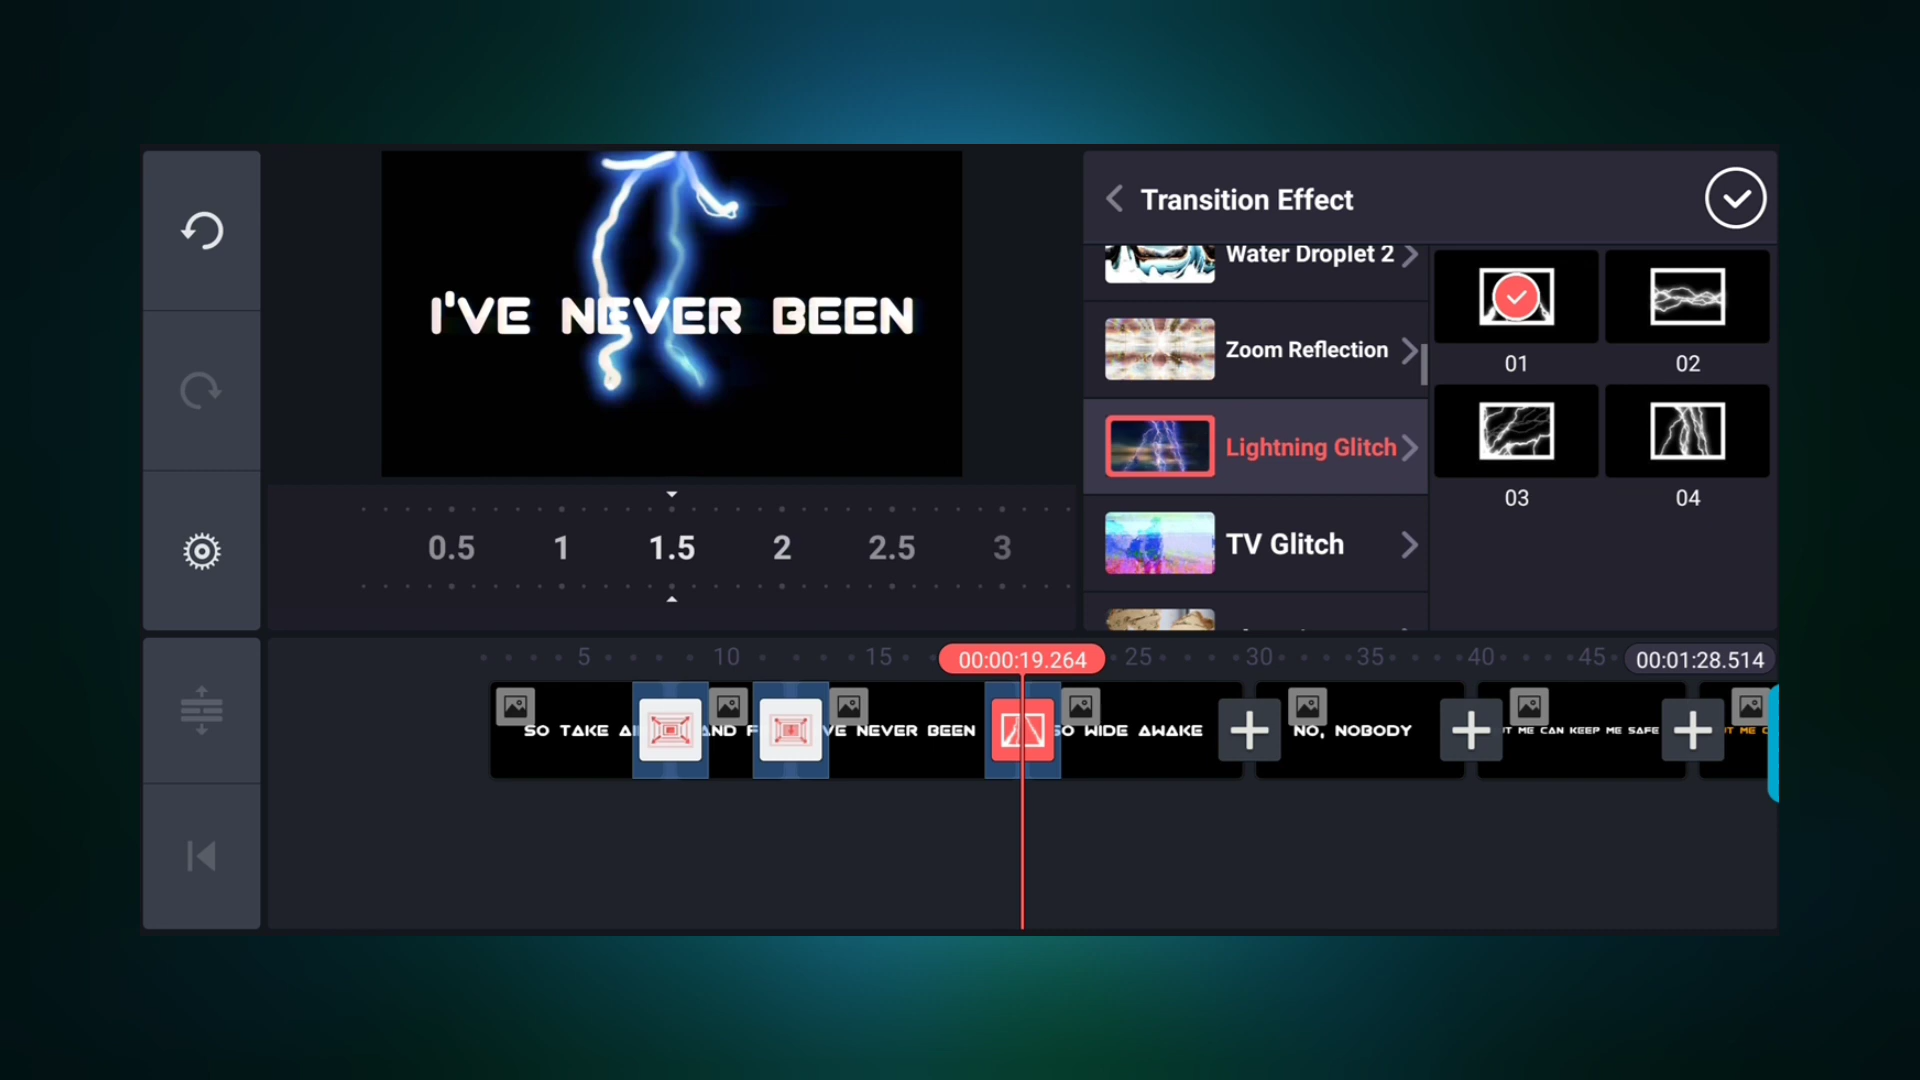 I'VE NEVER BEEN
0.5 1 1.5 2 2.5 3
Transition Effect
Water Droplet 2
Zoom Reflection
Lightning Glitch
TV Glitch
01 02
03 04
5 10 15 00:00:19.264 25 30 35 40 45 00:01:28.514
SO TAKE
AND
VE NEVER BEEN
SO WIDE AWAKE
NO, NOBODY
UT ME CAN KEEP ME SAFE
UT ME